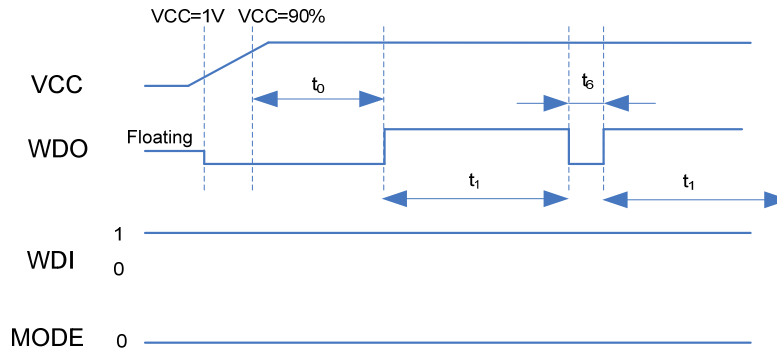 VCC=1V VCC=90%
VCC
t0
t6
Floating
WDO
t1
t1
1
WDI
0
MODE
0